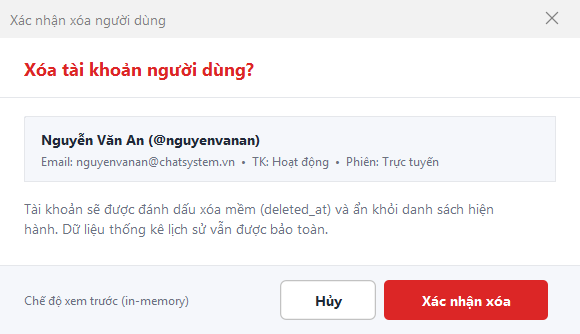 Xác nhận xóa người dùng
Xóa tài khoản người dùng?
Nguyễn Văn An (@nguyenvanan)
Email: nguyenvanan@chatsystem.vn • TK: Hoạt động • Phiên: Trực tuyến
Tài khoản sẽ được đánh dấu xóa mềm (deleted_at) và ẩn khỏi danh sách hiện
hành. Dữ liệu thống kê lịch sử vẫn được bảo toàn.
Chế độ xem trước (in-memory)
Hủy
Xác nhận xóa